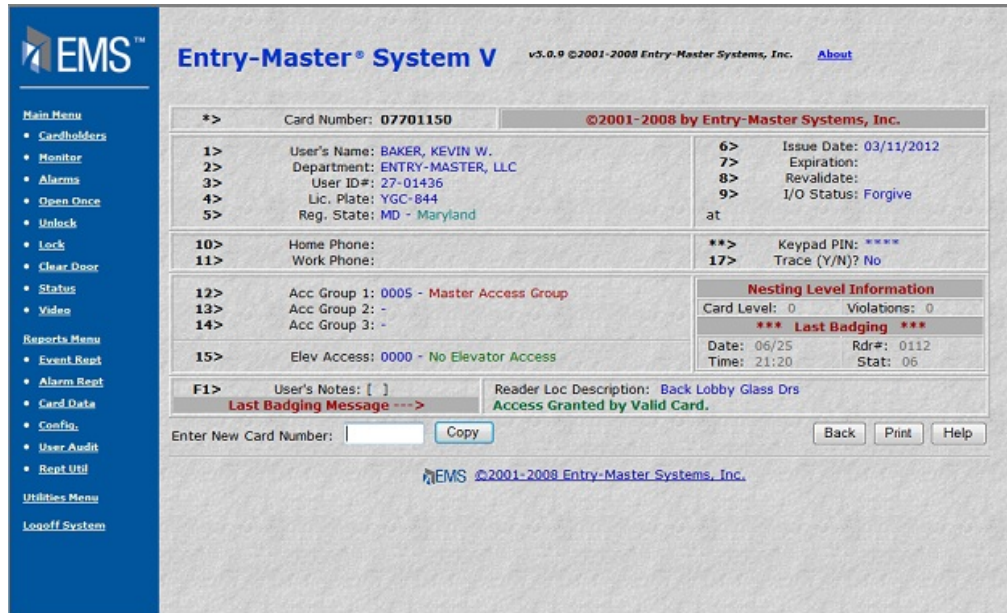 EMS™
Entry-Master® System V
v5.0.9 ©2001-2008 Entry-Master Systems, Inc.
About
Main Menu
Cardholders
Monitor
Alarms
Open Once
Unlock
Lock
Clear Door
Status
Video
Reports Menu
Event Rept
Alarm Rept
Card Data
Config.
User Audit
Rept Util
Utilities Menu
Logoff System
*> Card Number: 07701150
©2001-2008 by Entry-Master Systems, Inc.
1> User's Name: BAKER, KEVIN W.
2> Department: ENTRY-MASTER, LLC
3> User ID#: 27-01436
4> Lic. Plate: YGC-844
5> Reg. State: MD - Maryland
6> Issue Date: 03/11/2012
7> Expiration:
8> Revalidate:
9> I/O Status: Forgive
at
10> Home Phone:
11> Work Phone:
**> Keypad PIN: ****
17> Trace (Y/N)? No
12> Acc Group 1: 0005 - Master Access Group
13> Acc Group 2: -
14> Acc Group 3: -
15> Elev Access: 0000 - No Elevator Access
Nesting Level Information
Card Level: 0 Violations: 0
*** Last Badging ***
Date: 06/25 Rdr#: 0112
Time: 21:20 Stat: 06
F1> User's Notes: [ ]
Reader Loc Description: Back Lobby Glass Drs
Last Badging Message --->
Access Granted by Valid Card.
Enter New Card Number:
Copy
Back Print Help
EMS ©2001-2008 Entry-Master Systems, Inc.